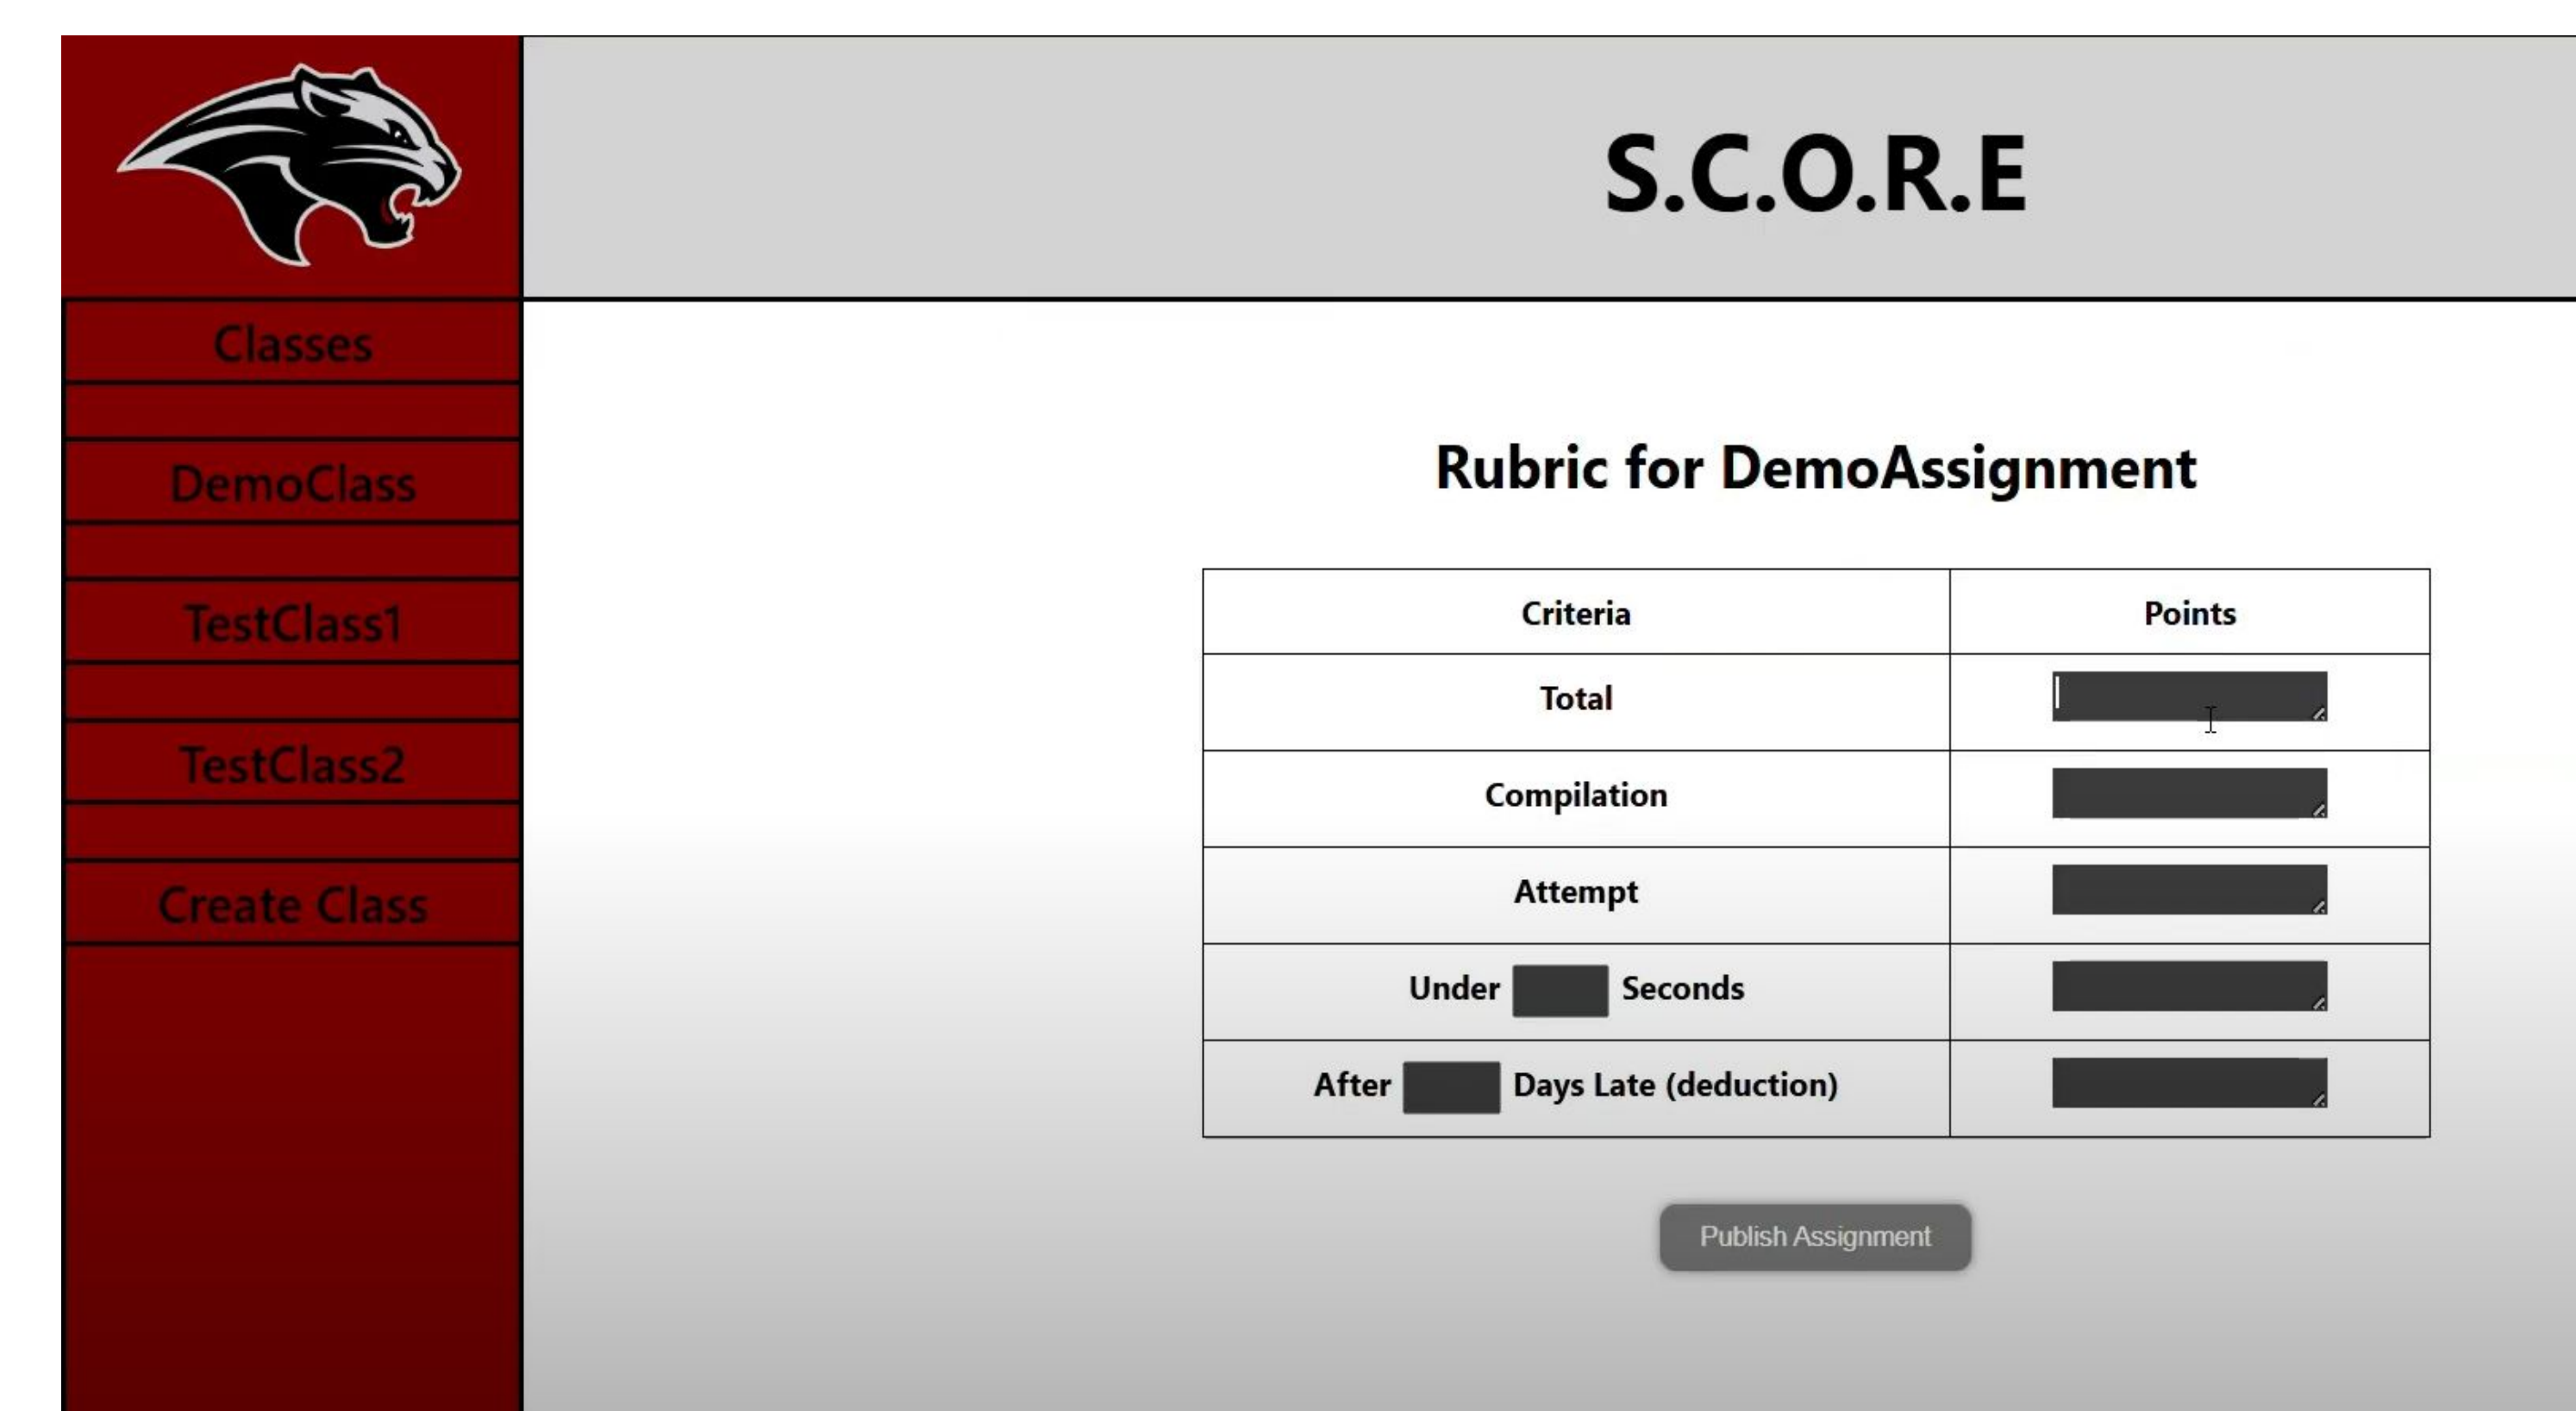 S.C.O.R.E
Classes
DemoClass
TestClass1
TestClass2
Create Class
Rubric for DemoAssignment
Criteria Points
Total
Compilation
Attempt
Under Seconds
After Days Late (deduction)
Publish Assignment